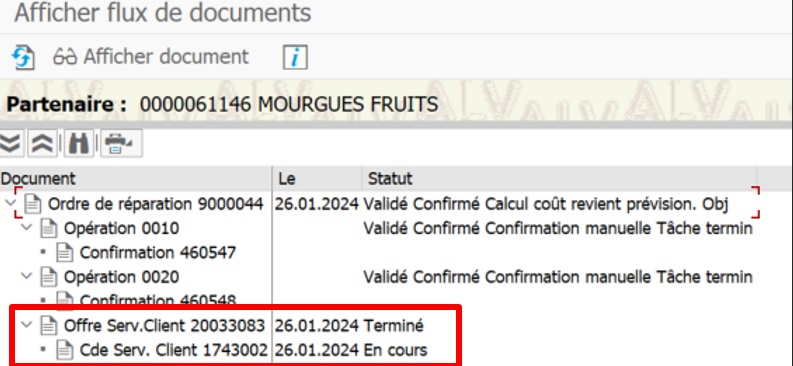 Afficher flux de documents
Afficher document
Partenaire : 0000061146 MOURGUES FRUITS
Document Le Statut
Ordre de réparation 9000044 26.01.2024 Validé Confirmé Calcul coût revient prévision. Obj
Opération 0010 Validé Confirmé Confirmation manuelle Tâche termin
Confirmation 460547
Opération 0020 Validé Confirmé Confirmation manuelle Tâche termin
Confirmation 460548
Offre Serv.Client 20033083 26.01.2024 Terminé
Cde Serv. Client 1743002 26.01.2024 En cours